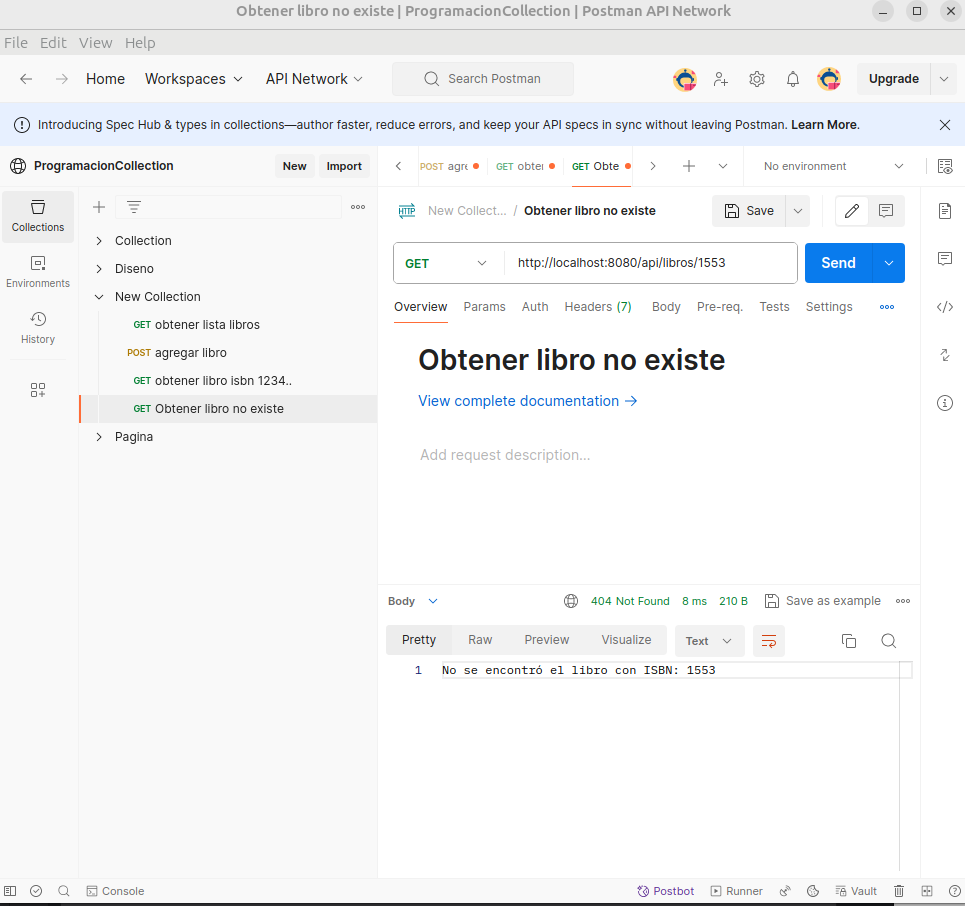 Obtener libro no existe | ProgramacionCollection | Postman API Network
File Edit View Help
Home Workspaces API Network Search Postman Upgrade
Introducing Spec Hub & types in collections—author faster, reduce errors, and keep your API specs in sync without leaving Postman. Learn More.
ProgramacionCollection New Import
POST agre GET obter GET Obte No environment
Collections
Environments
History
Collection
Diseno
New Collection
GET obtener lista libros
POST agregar libro
GET obtener libro isbn 1234..
GET Obtener libro no existe
Pagina
HTTP New Collect... / Obtener libro no existe Save
GET http://localhost:8080/api/libros/1553 Send
Overview Params Auth Headers (7) Body Pre-req. Tests Settings
Obtener libro no existe
View complete documentation →
Add request description...
Body 404 Not Found 8 ms 210 B Save as example
Pretty Raw Preview Visualize Text
1 No se encontró el libro con ISBN: 1553
Console Postbot Runner Vault